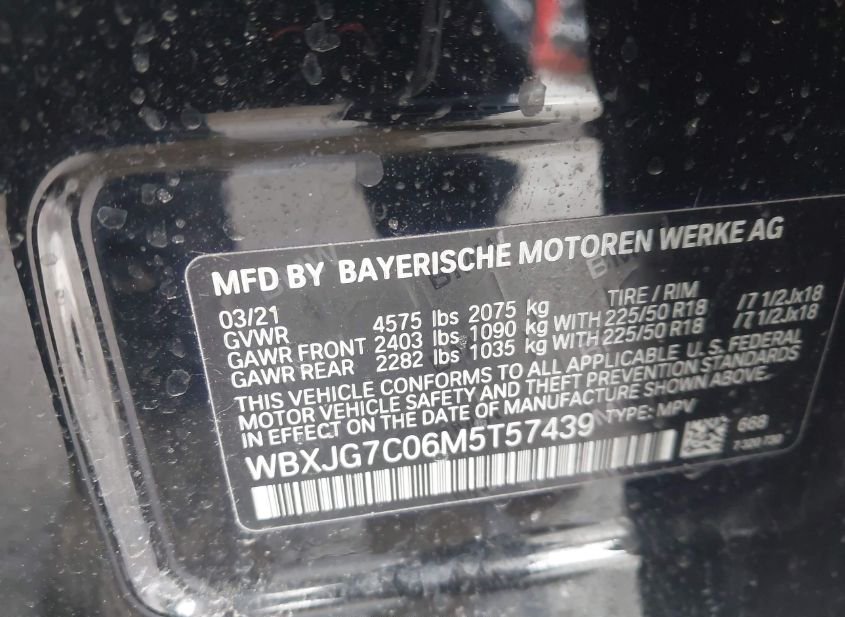 MFD BY BAYERISCHE MOTOREN WERKE AG
03/21 TIRE / RIM
GVWR 4575 lbs 2075 kg
GAWR FRONT 2403 lbs 1090 kg WITH 225/50 R18 /7 1/2Jx18
GAWR REAR 2282 lbs 1035 kg WITH 225/50 R18 /7 1/2Jx18
THIS VEHICLE CONFORMS TO ALL APPLICABLE U.S. FEDERAL
MOTOR VEHICLE SAFETY AND THEFT PREVENTION STANDARDS
IN EFFECT ON THE DATE OF MANUFACTURE SHOWN ABOVE.
WBXJG7C06M5T57439 TYPE: MPV